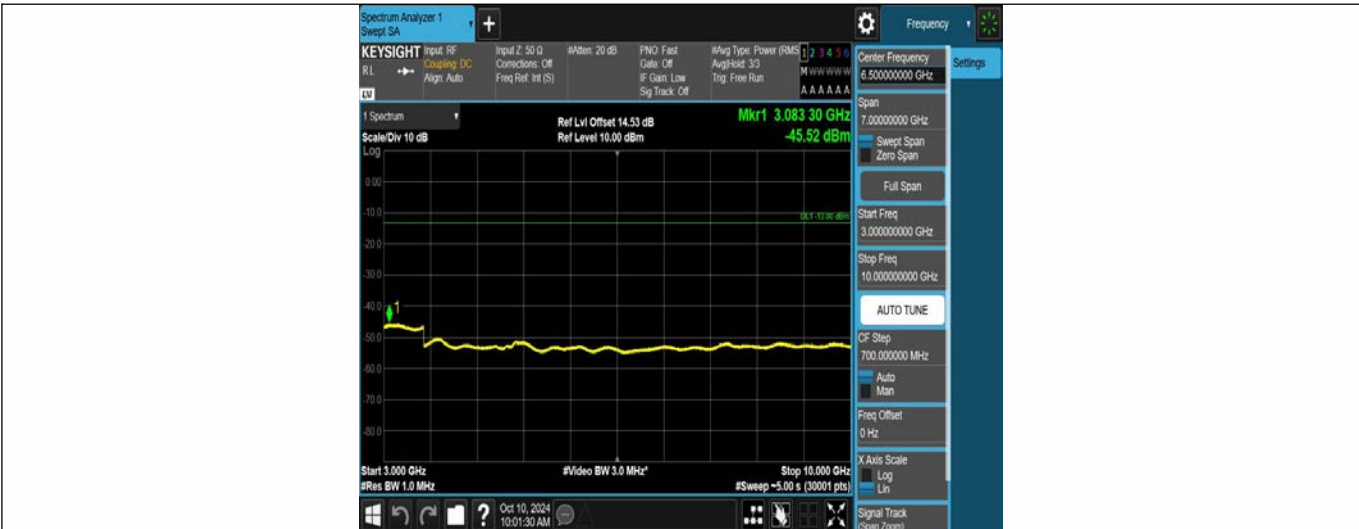 Spectrum Analyzer 1
Swept SA
+
Frequency
KEYSIGHT
Input: RF
Coupling: DC
Align: Auto
Input Z: 50 Ω
Corrections: Off
Freq Ref: Int (S)
#Atten: 20 dB
PNO: Fast
Gate: Off
IF Gain: Low
Sig Track: Off
#Avg Type: Power (RMS
Avg|Hold: 3/3
Trig: Free Run
1 2 3 4 5 6
M W W W W W
A A A A A A
R L
LXI
1 Spectrum
Scale/Div 10 dB
Log
Ref Lvl Offset 14.53 dB
Ref Level 10.00 dBm
Mkr1 3.083 30 GHz
-45.52 dBm
0.00
-10.0
DL1 -13.00 dBm
-20.0
-30.0
-40.0
1
-50.0
-60.0
-70.0
-80.0
Start 3.000 GHz
#Res BW 1.0 MHz
#Video BW 3.0 MHz*
Stop 10.000 GHz
#Sweep ~5.00 s (30001 pts)
?
Oct 10, 2024
10:01:30 AM
Center Frequency
6.500000000 GHz
Settings
Span
7.00000000 GHz
Swept Span
Zero Span
Full Span
Start Freq
3.000000000 GHz
Stop Freq
10.000000000 GHz
AUTO TUNE
CF Step
700.000000 MHz
Auto
Man
Freq Offset
0 Hz
X Axis Scale
Log
Lin
Signal Track
(Span Zoom)